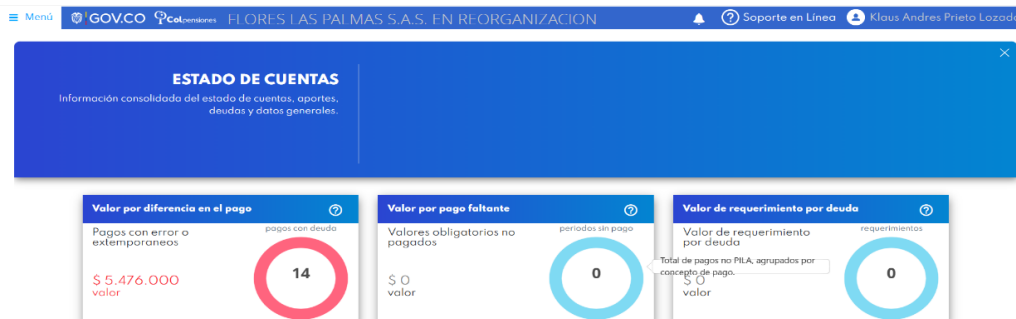 Menú GOV.CO Colpensiones FLORES LAS PALMAS S.A.S. EN REORGANIZACION Soporte en Línea Klaus Andres Prieto Lozada
ESTADO DE CUENTAS
Información consolidada del estado de cuentas, aportes,
deudas y datos generales.
Valor por diferencia en el pago
Pagos con error o
extemporaneos
pagos con deuda
14
$ 5.476.000
valor
Valor por pago faltante
Valores obligatorios no
pagados
periodos sin pago
0
$ 0
valor
Valor de requerimiento por deuda
Valor de requerimiento
por deuda
requerimientos
Total de pagos no PILA, agrupados por
concepto de pago.
0
$ 0
valor